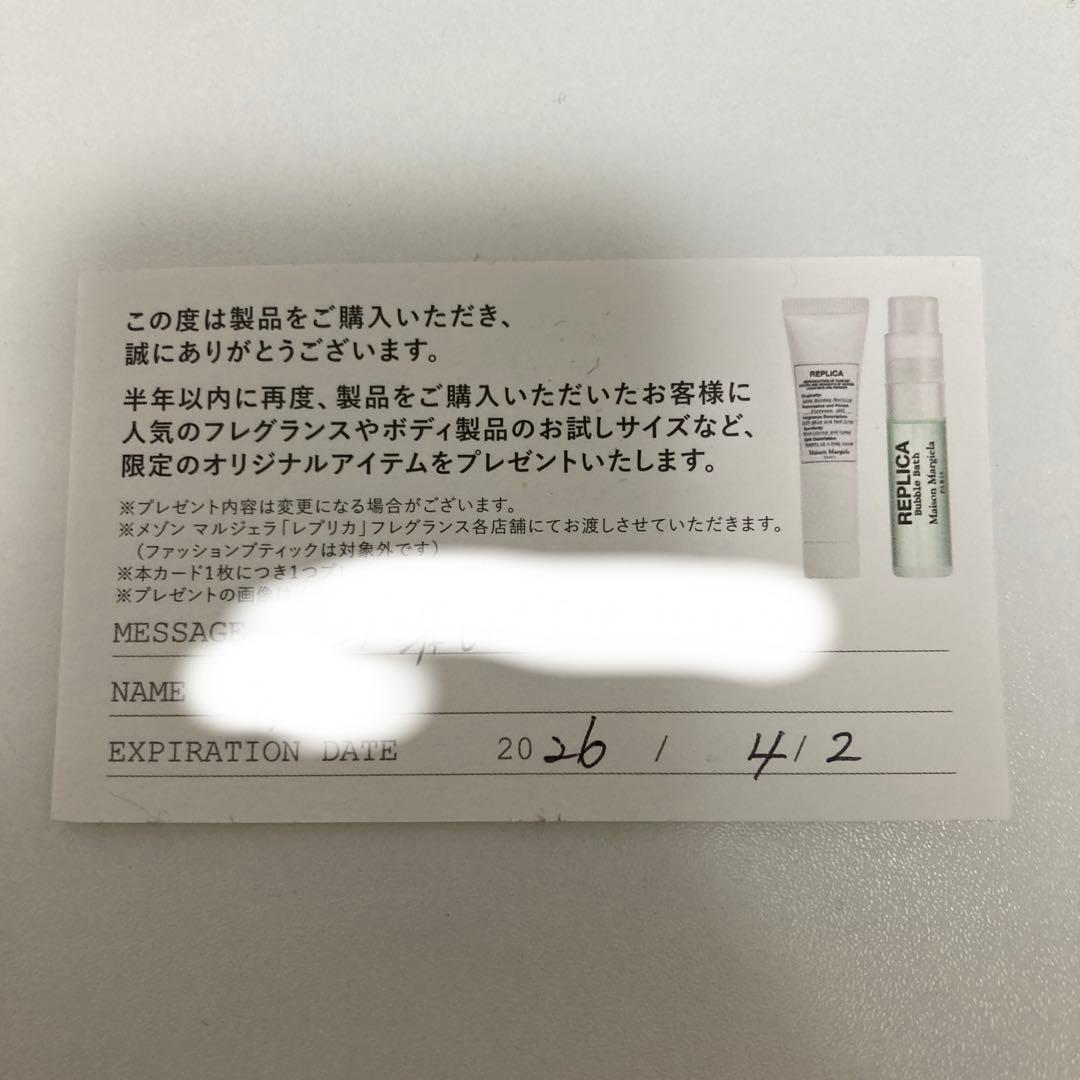 この度は製品をご購入いただき、
誠にありがとうございます。
半年以内に再度、製品をご購入いただいたお客様に
人気のフレグランスやボディ製品のお試しサイズなど、
限定のオリジナルアイテムをプレゼントいたします。
※プレゼント内容は変更になる場合がございます。
※メゾン マルジェラ「レプリカ」フレグランス各店舗にてお渡しさせていただきます。
（ファッションブティックは対象外です）
※本カード1枚につき1つプレ
※プレゼントの画像は
MESSAGE
NAME
EXPIRATION DATE 2026 / 4 / 2
REPLICA
Maison Margiela
PARIS
REPLICA
Bubble Bath
Maison Margiela
PARIS